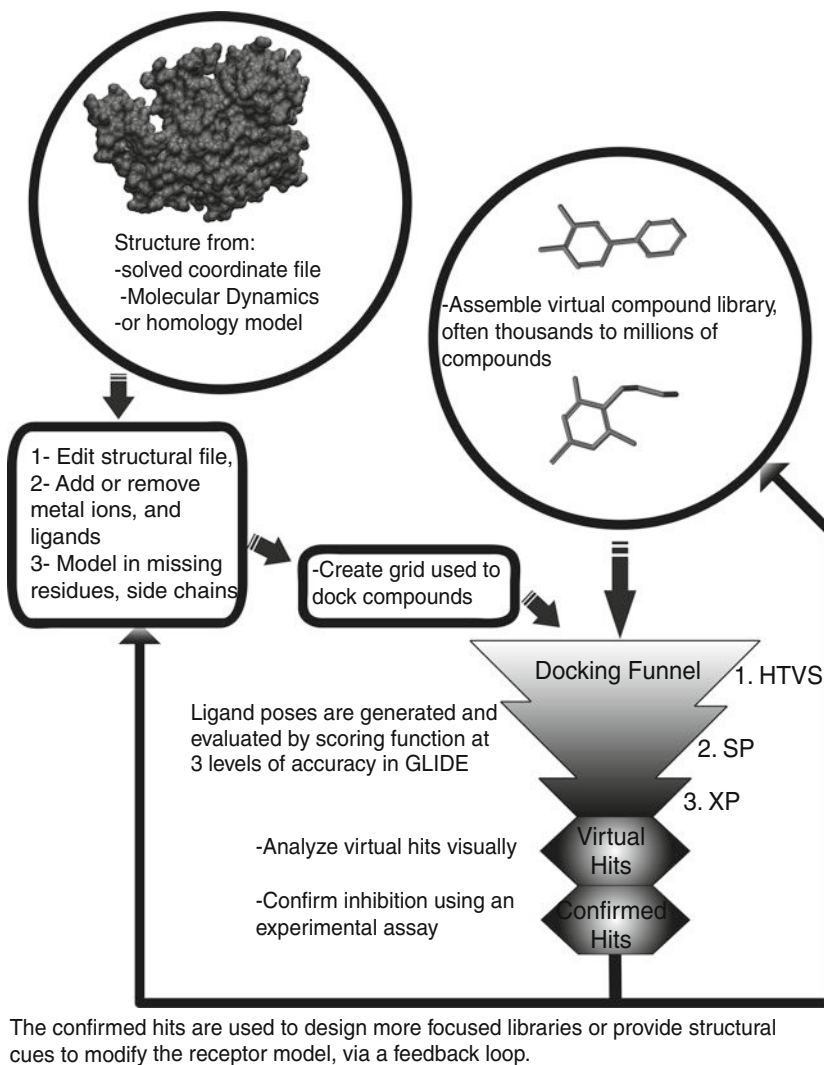 Structure from:
-solved coordinate file
-Molecular Dynamics
-or homology model
-Assemble virtual compound library,
often thousands to millions of
compounds
1- Edit structural file,
2- Add or remove
metal ions, and
ligands
3- Model in missing
residues, side chains
-Create grid used to
dock compounds
Docking Funnel
1. HTVS
Ligand poses are generated and
evaluated by scoring function at
3 levels of accuracy in GLIDE
2. SP
3. XP
-Analyze virtual hits visually
Virtual
Hits
-Confirm inhibition using an
experimental assay
Confirmed
Hits
The confirmed hits are used to design more focused libraries or provide structural
cues to modify the receptor model, via a feedback loop.